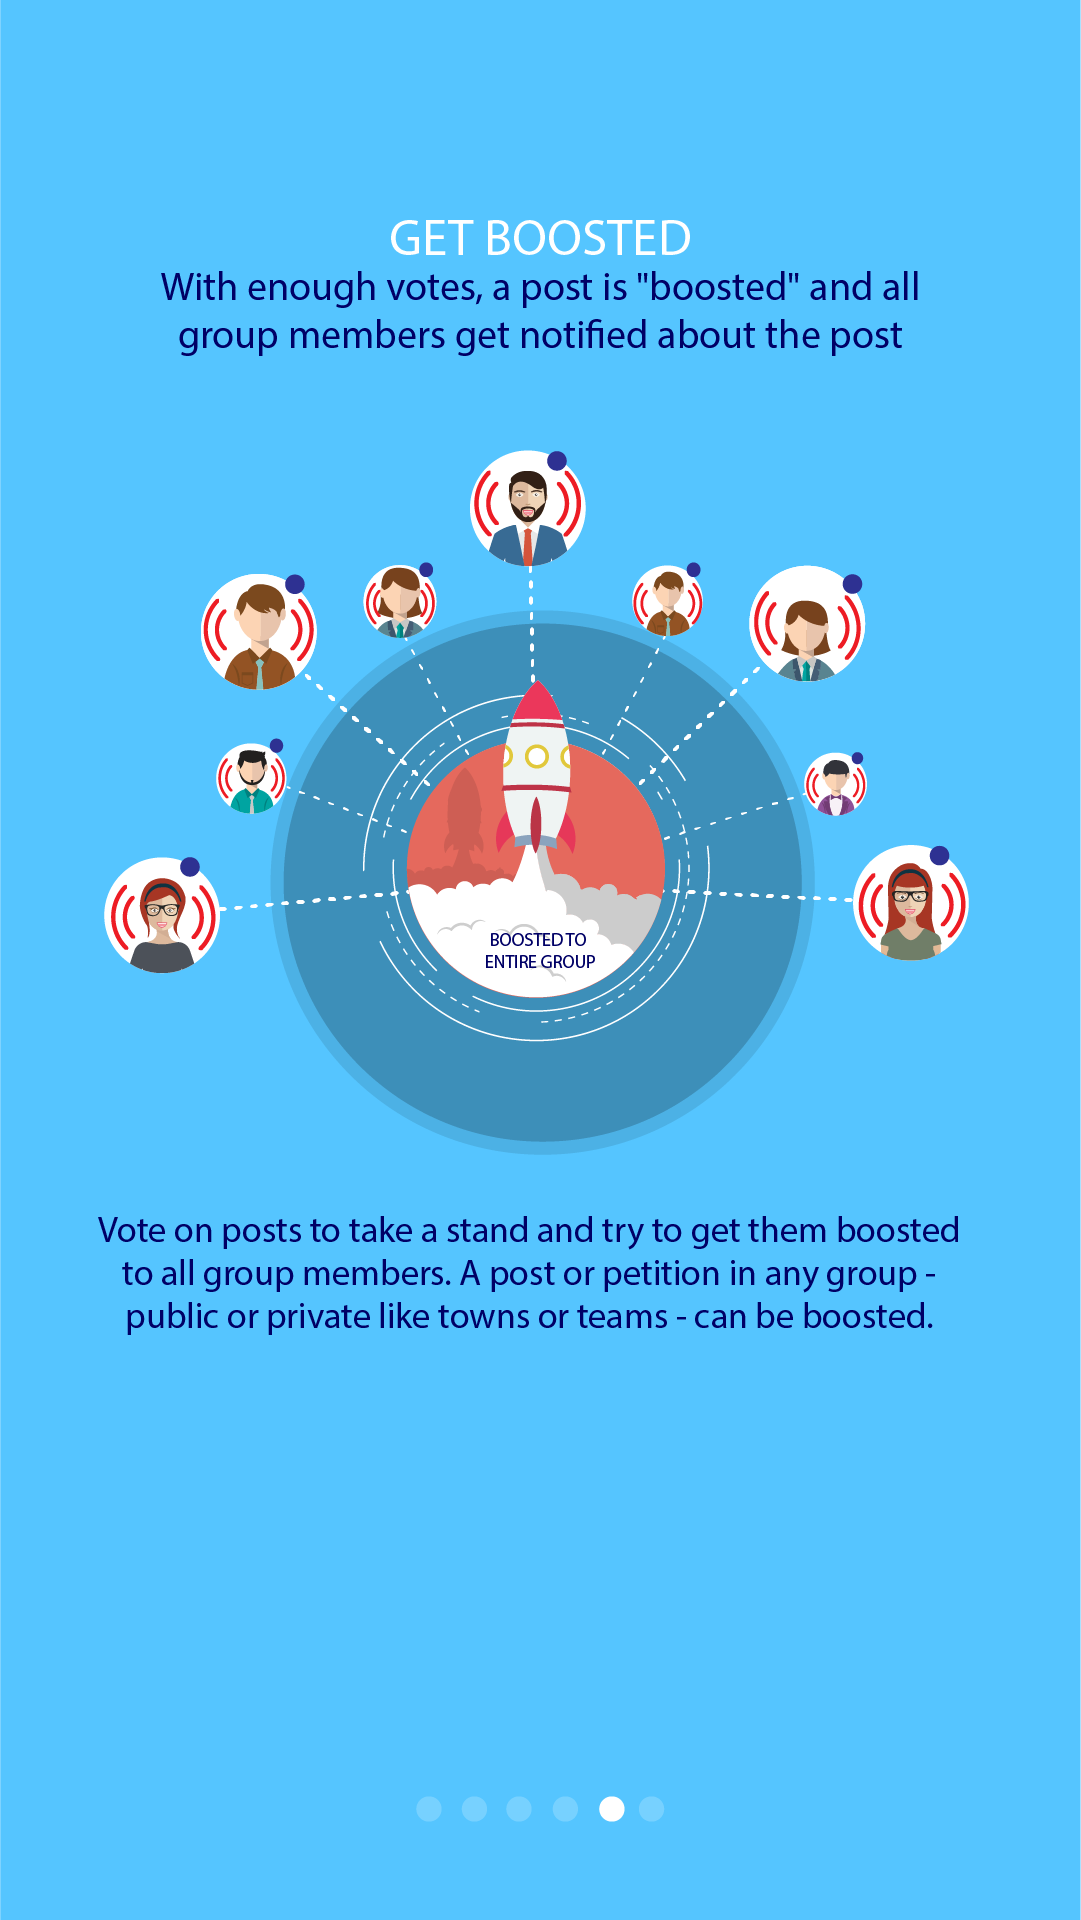 GET BOOSTED
With enough votes, a post is "boosted" and all
group members get notified about the post
BOOSTED TO
ENTIRE GROUP
Vote on posts to take a stand and try to get them boosted
to all group members. A post or petition in any group -
public or private like towns or teams - can be boosted.